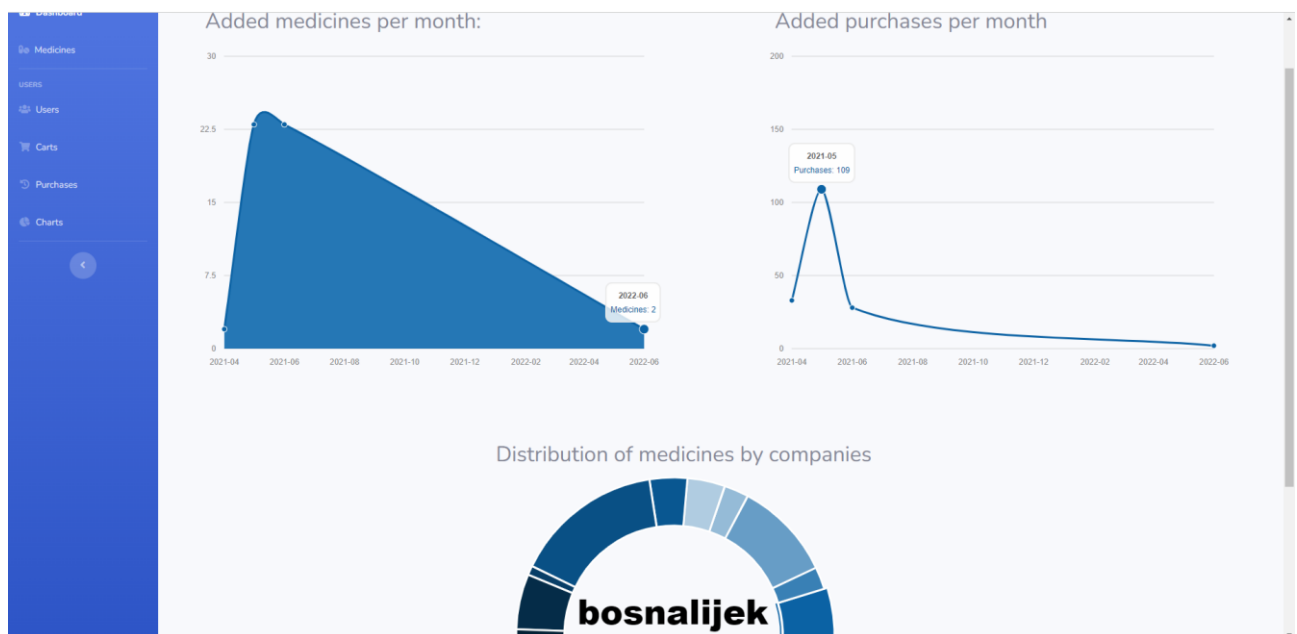 Dashboard
Medicines
USERS
Users
Carts
Purchases
Charts
Added medicines per month:
30
22.5
15
7.5
0
2022-06
Medicines: 2
2021-04 2021-06 2021-08 2021-10 2021-12 2022-02 2022-04 2022-06
Added purchases per month
200
150
100
50
0
2021-05
Purchases: 109
2021-04 2021-06 2021-08 2021-10 2021-12 2022-02 2022-04 2022-06
Distribution of medicines by companies
bosnalijek